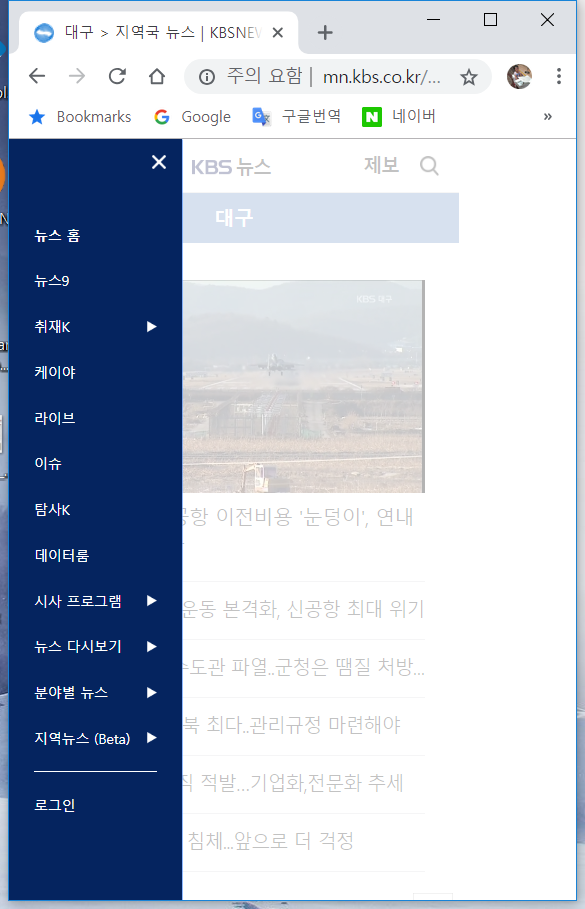 대구 > 지역국 뉴스 | KBSNEW
주의 요함 | mn.kbs.co.kr/...
Bookmarks Google 구글번역 네이버 »
KBS 뉴스 제보
대구
뉴스 홈
뉴스9
취재K
케이야
라이브
이슈
탐사K
데이터룸
시사 프로그램
뉴스 다시보기
분야별 뉴스
지역뉴스 (Beta)
로그인
KBS 대구
공항 이전비용 '눈덩이', 연내
운동 본격화, 신공항 최대 위기
수도관 파열..군청은 땜질 처방...
북 최다..관리규정 마련해야
직 적발...기업화,전문화 추세
침체...앞으로 더 걱정